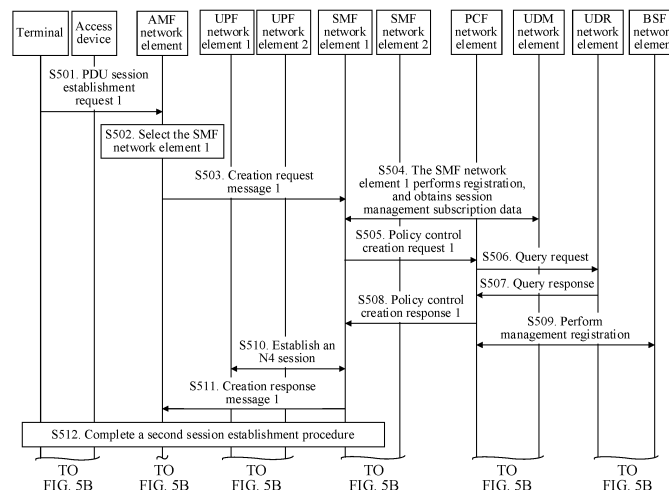 Terminal
Access
device
AMF
network
element
UPF
network
element 1
UPF
network
element 2
SMF
network
element 1
SMF
network
element 2
PCF
network
element
UDM
network
element
UDR
network
element
BSF
network
element
S501. PDU session
establishment
request 1
S502. Select the SMF
network element 1
S503. Creation request
message 1
S504. The SMF network
element 1 performs registration,
and obtains session
management subscription data
S505. Policy control
creation request 1
S506. Query request
S507. Query response
S508. Policy control
creation response 1
S509. Perform
management registration
S510. Establish an
N4 session
S511. Creation response
message 1
S512. Complete a second session establishment procedure
TO
FIG. 5B
TO
FIG. 5B
TO
FIG. 5B
TO
FIG. 5B
TO
FIG. 5B
TO
FIG. 5B